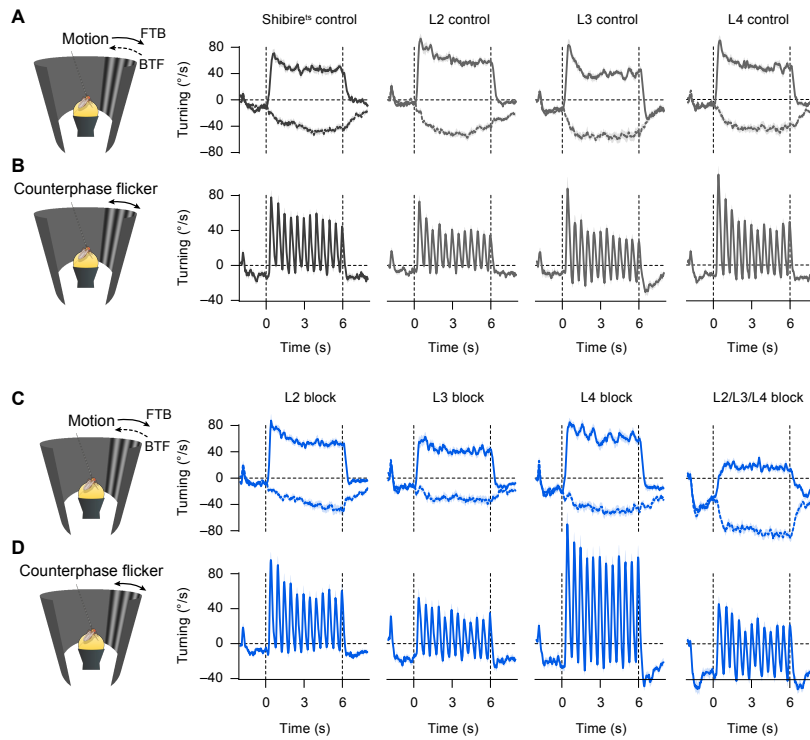 A
Motion
FTB
BTF
Shibireᵗˢ control
L2 control
L3 control
L4 control
Turning (°/s)
80
40
0
−40
−80
B
Counterphase flicker
Turning (°/s)
80
40
0
−40
0
3
6
0
3
6
0
3
6
0
3
6
Time (s)
Time (s)
Time (s)
Time (s)
C
Motion
FTB
BTF
L2 block
L3 block
L4 block
L2/L3/L4 block
Turning (°/s)
80
40
0
−40
−80
D
Counterphase flicker
Turning (°/s)
80
40
0
−40
0
3
6
0
3
6
0
3
6
0
3
6
Time (s)
Time (s)
Time (s)
Time (s)